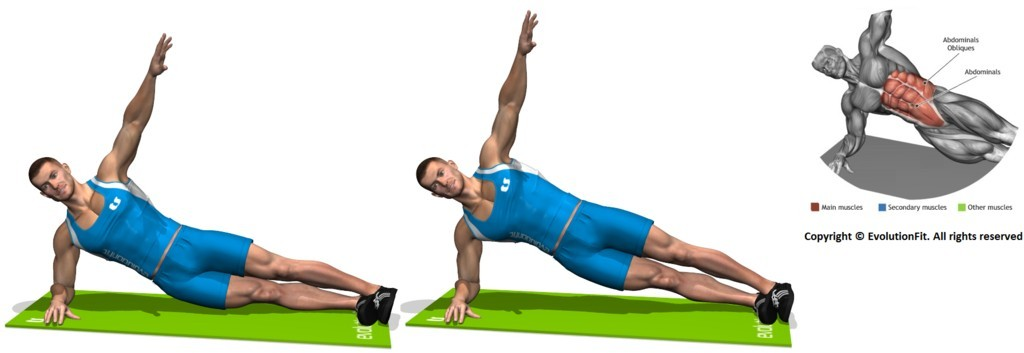 Abdominals
Obliques
Abdominals
Main muscles
Secondary muscles
Other muscles
Copyright © EvolutionFit. All rights reserved